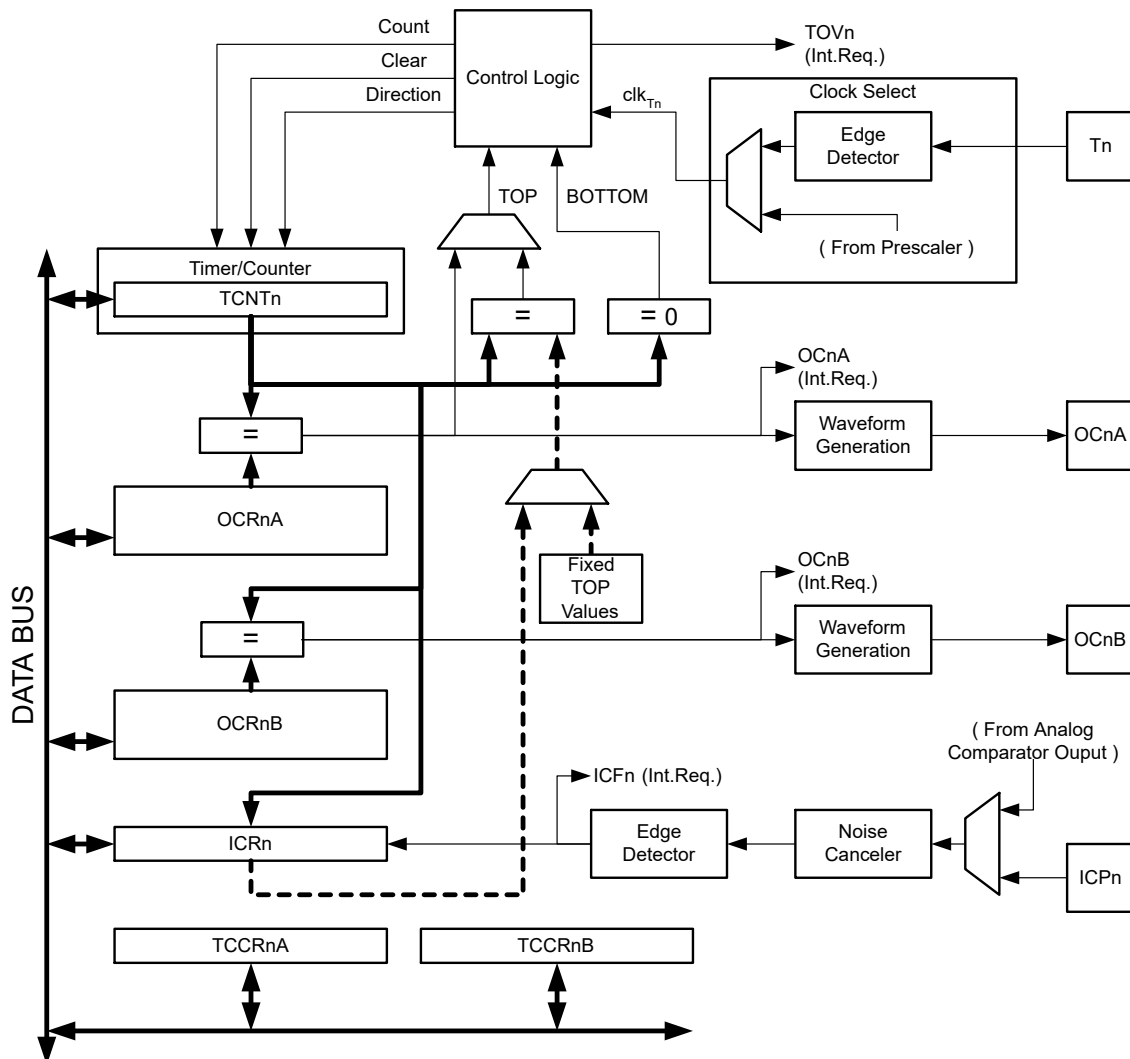 Count
TOVn
(Int.Req.)
Clear
Control Logic
Clock Select
Direction
clkTn
Edge
Detector
Tn
TOP
BOTTOM
( From Prescaler )
Timer/Counter
TCNTn
=
= 0
OCnA
(Int.Req.)
=
Waveform
Generation
OCnA
OCRnA
Fixed
TOP
Values
OCnB
(Int.Req.)
=
Waveform
Generation
OCnB
OCRnB
DATA BUS
( From Analog
Comparator Ouput )
ICFn (Int.Req.)
ICRn
Edge
Detector
Noise
Canceler
ICPn
TCCRnA
TCCRnB